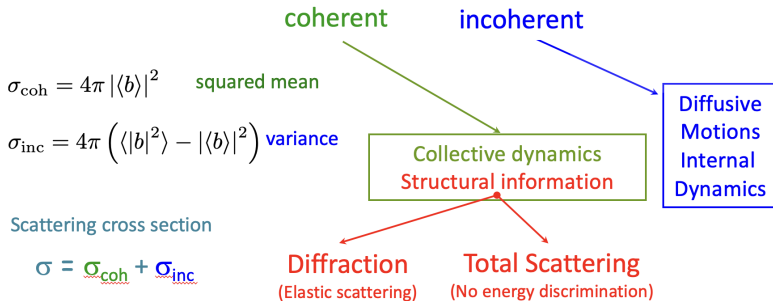 coherent
incoherent
σ_coh = 4π |⟨b⟩|²
squared mean
σ_inc = 4π (⟨|b|²⟩ − |⟨b⟩|²)
variance
Diffusive
Motions
Internal
Dynamics
Collective dynamics
Structural information
Scattering cross section
σ = σ_coh + σ_inc
Diffraction
(Elastic scattering)
Total Scattering
(No energy discrimination)